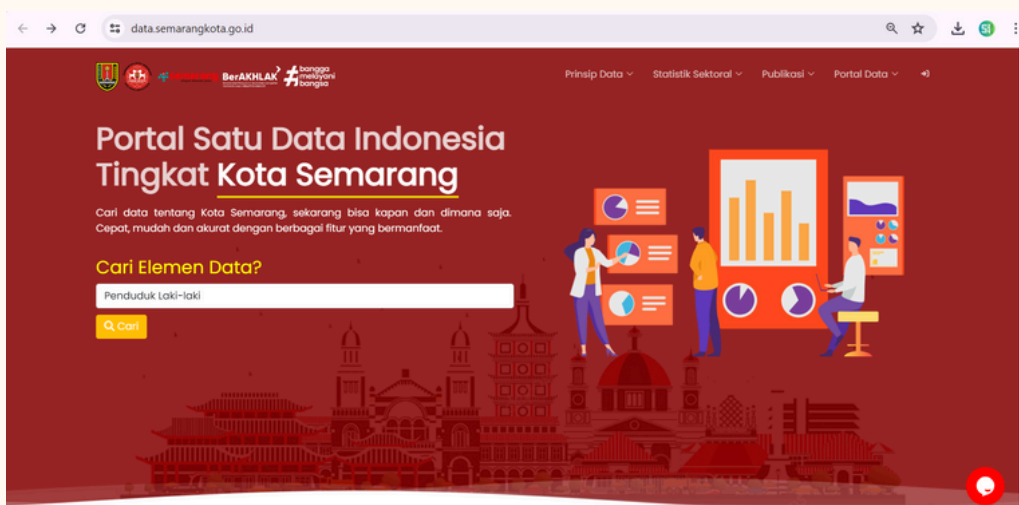 data.semarangkota.go.id
SI
BerAKHLAK
#bangga
melayani
bangsa
Prinsip Data
Statistik Sektoral
Publikasi
Portal Data
Portal Satu Data Indonesia
Tingkat Kota Semarang
Cari data tentang Kota Semarang, sekarang bisa kapan dan dimana saja.
Cepat, mudah dan akurat dengan berbagai fitur yang bermanfaat.
Cari Elemen Data?
Penduduk Laki-laki
Cari